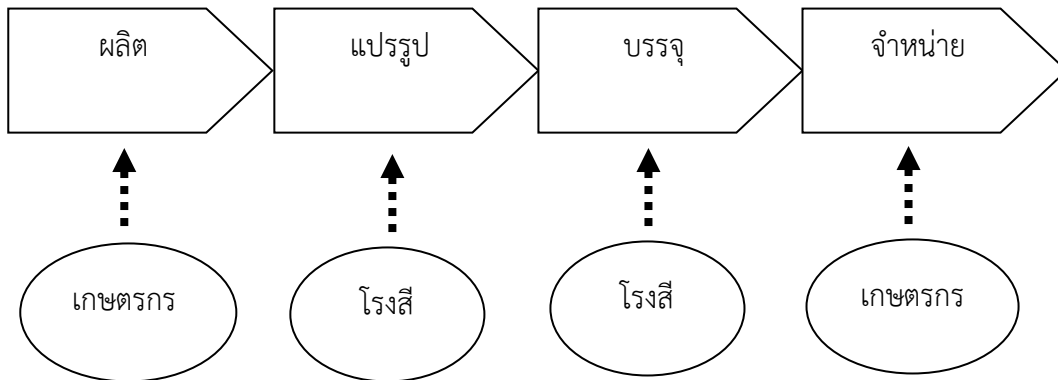 ผลิต
แปรรูป
บรรจุ
จำหน่าย
เกษตรกร
โรงสี
โรงสี
เกษตรกร